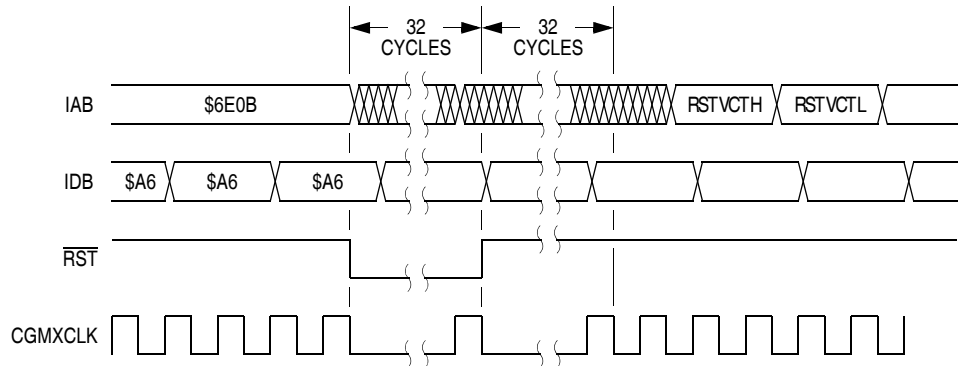 32
CYCLES
32
CYCLES
IAB
$6E0B
RSTVCTH
RSTVCTL
IDB
$A6
$A6
$A6
RST
CGMXCLK